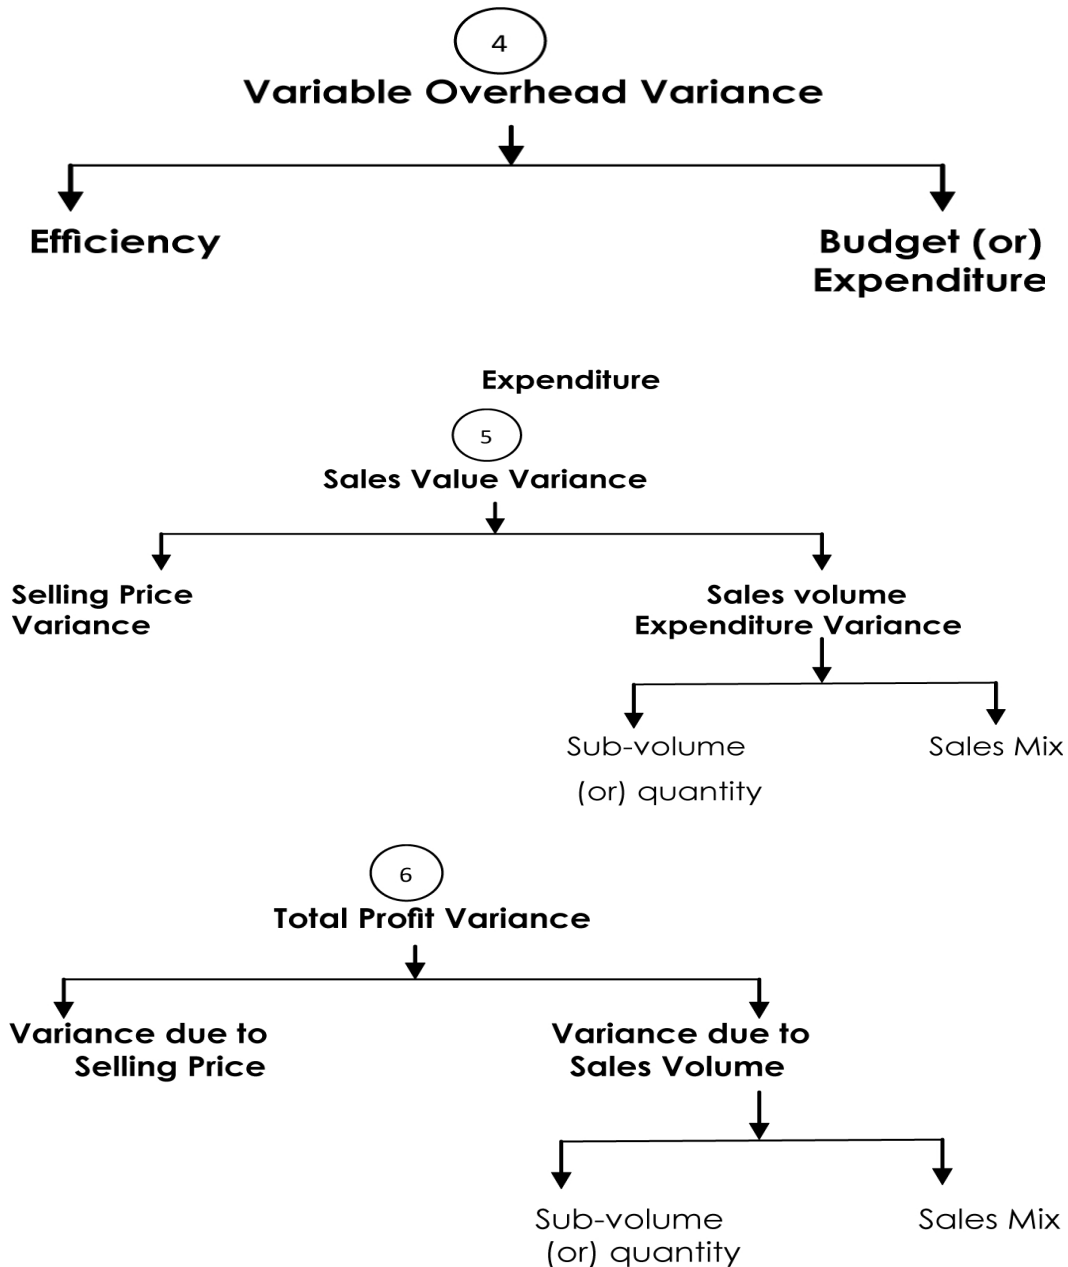 4
Variable Overhead Variance
Efficiency
Budget (or)
Expenditure
Expenditure
5
Sales Value Variance
Selling Price
Variance
Sales volume
Expenditure Variance
Sub-volume
(or) quantity
Sales Mix
6
Total Profit Variance
Variance due to
Selling Price
Variance due to
Sales Volume
Sub-volume
(or) quantity
Sales Mix